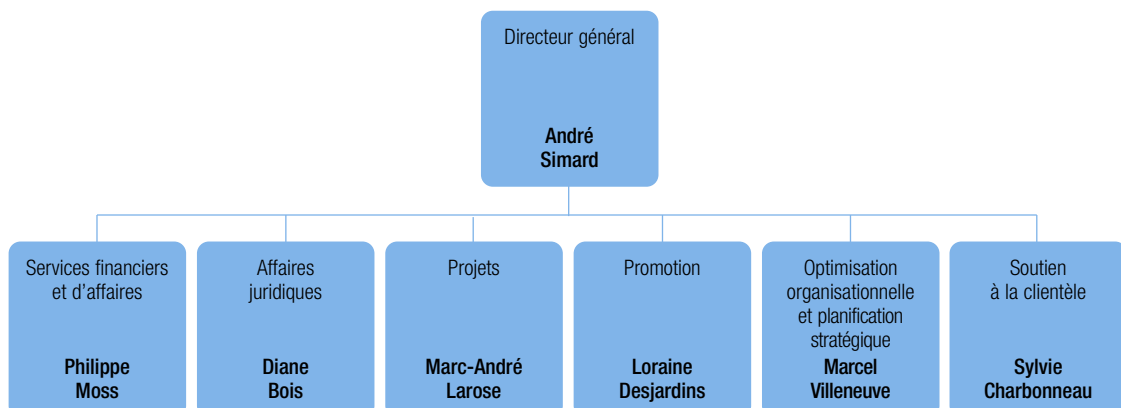 Directeur général
André
Simard
Services financiers
et d'affaires
Philippe
Moss
Affaires
juridiques
Diane
Bois
Projets
Marc-André
Larose
Promotion
Loraine
Desjardins
Optimisation
organisationnelle
et planification
stratégique
Marcel
Villeneuve
Soutien
à la clientèle
Sylvie
Charbonneau